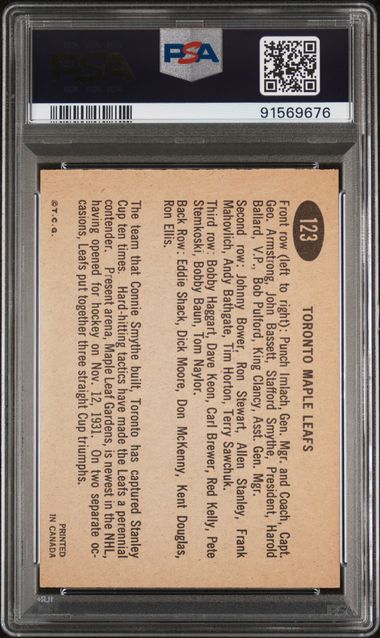 PSA
PSA
91569676
123
TORONTO MAPLE LEAFS
Front row (left to right): Punch Imlach, Gen. Mgr. and Coach, Capt.
Geo. Armstrong, John Bassett, Stafford Smythe, President, Harold
Ballard, V.P., Bob Pulford, King Clancy, Asst. Gen. Mgr.
Second row: Johnny Bower, Ron Stewart, Allen Stanley, Frank
Mahovlich, Andy Bathgate, Tim Horton, Terry Sawchuk.
Third row: Bobby Haggart, Dave Keon, Carl Brewer, Red Kelly, Pete
Stemkoski, Bobby Baun, Tom Naylor.
Back Row: Eddie Shack, Dick Moore, Don McKenny, Kent Douglas,
Ron Ellis.
The team that Connie Smythe built, Toronto has captured Stanley
Cup ten times. Hard-hitting tactics have made the Leafs a perennial
contender. Present arena, Maple Leaf Gardens, is newest in the NHL,
having opened for hockey on Nov. 12, 1931. On two separate oc-
casions, Leafs put together three straight Cup triumphs.
© T. C. G.
PRINTED
IN CANADA